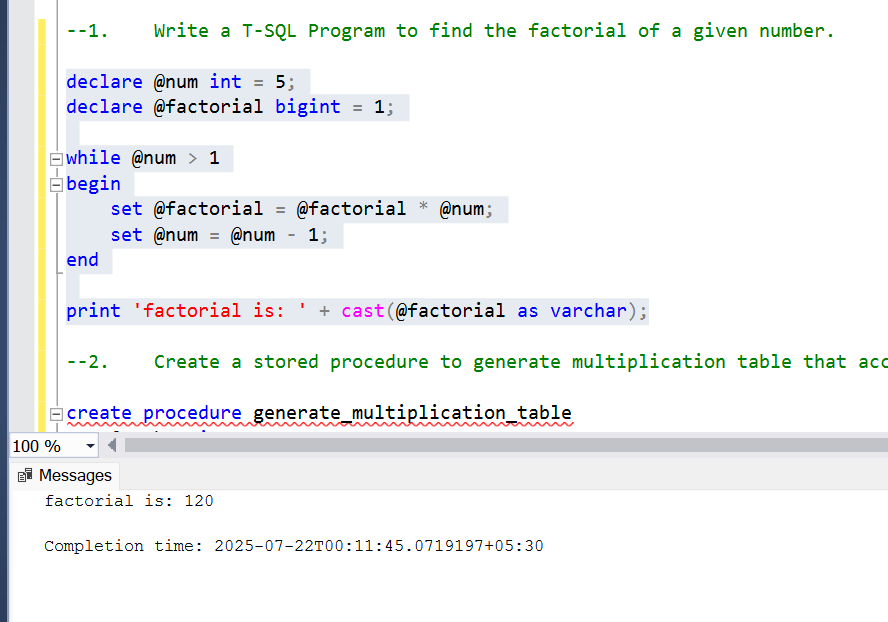 --1.    Write a T-SQL Program to find the factorial of a given number.
declare @num int = 5;
declare @factorial bigint = 1;
while @num > 1
begin
    set @factorial = @factorial * @num;
    set @num = @num - 1;
end
print 'factorial is: ' + cast(@factorial as varchar);
--2.    Create a stored procedure to generate multiplication table that
create procedure generate_multiplication_table
100 %
Messages
factorial is: 120
Completion time: 2025-07-22T00:11:45.0719197+05:30